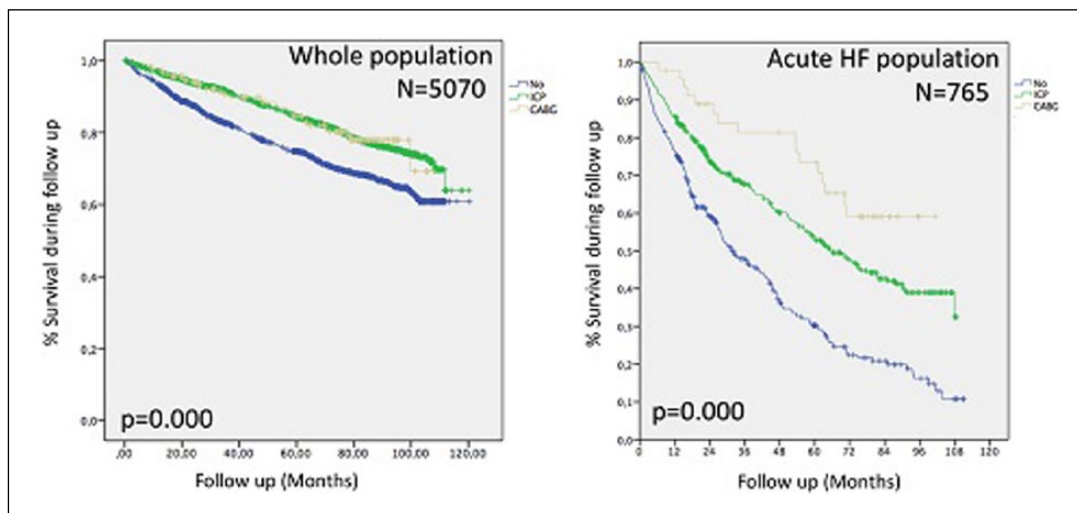 Whole population
N=5070
No
ICP
CABG
% Survival during follow up
1,0
0,8
0,6
0,4
0,2
0,0
p=0.000
,00 20,00 40,00 60,00 80,00 100,00 120,00
Follow up (Months)
Acute HF population
N=765
No
ICP
CABG
% Survival during follow up
1,0
0,9
0,8
0,7
0,6
0,5
0,4
0,3
0,2
0,1
0,0
p=0.000
0 12 24 36 48 60 72 84 96 108 120
Follow up (Months)